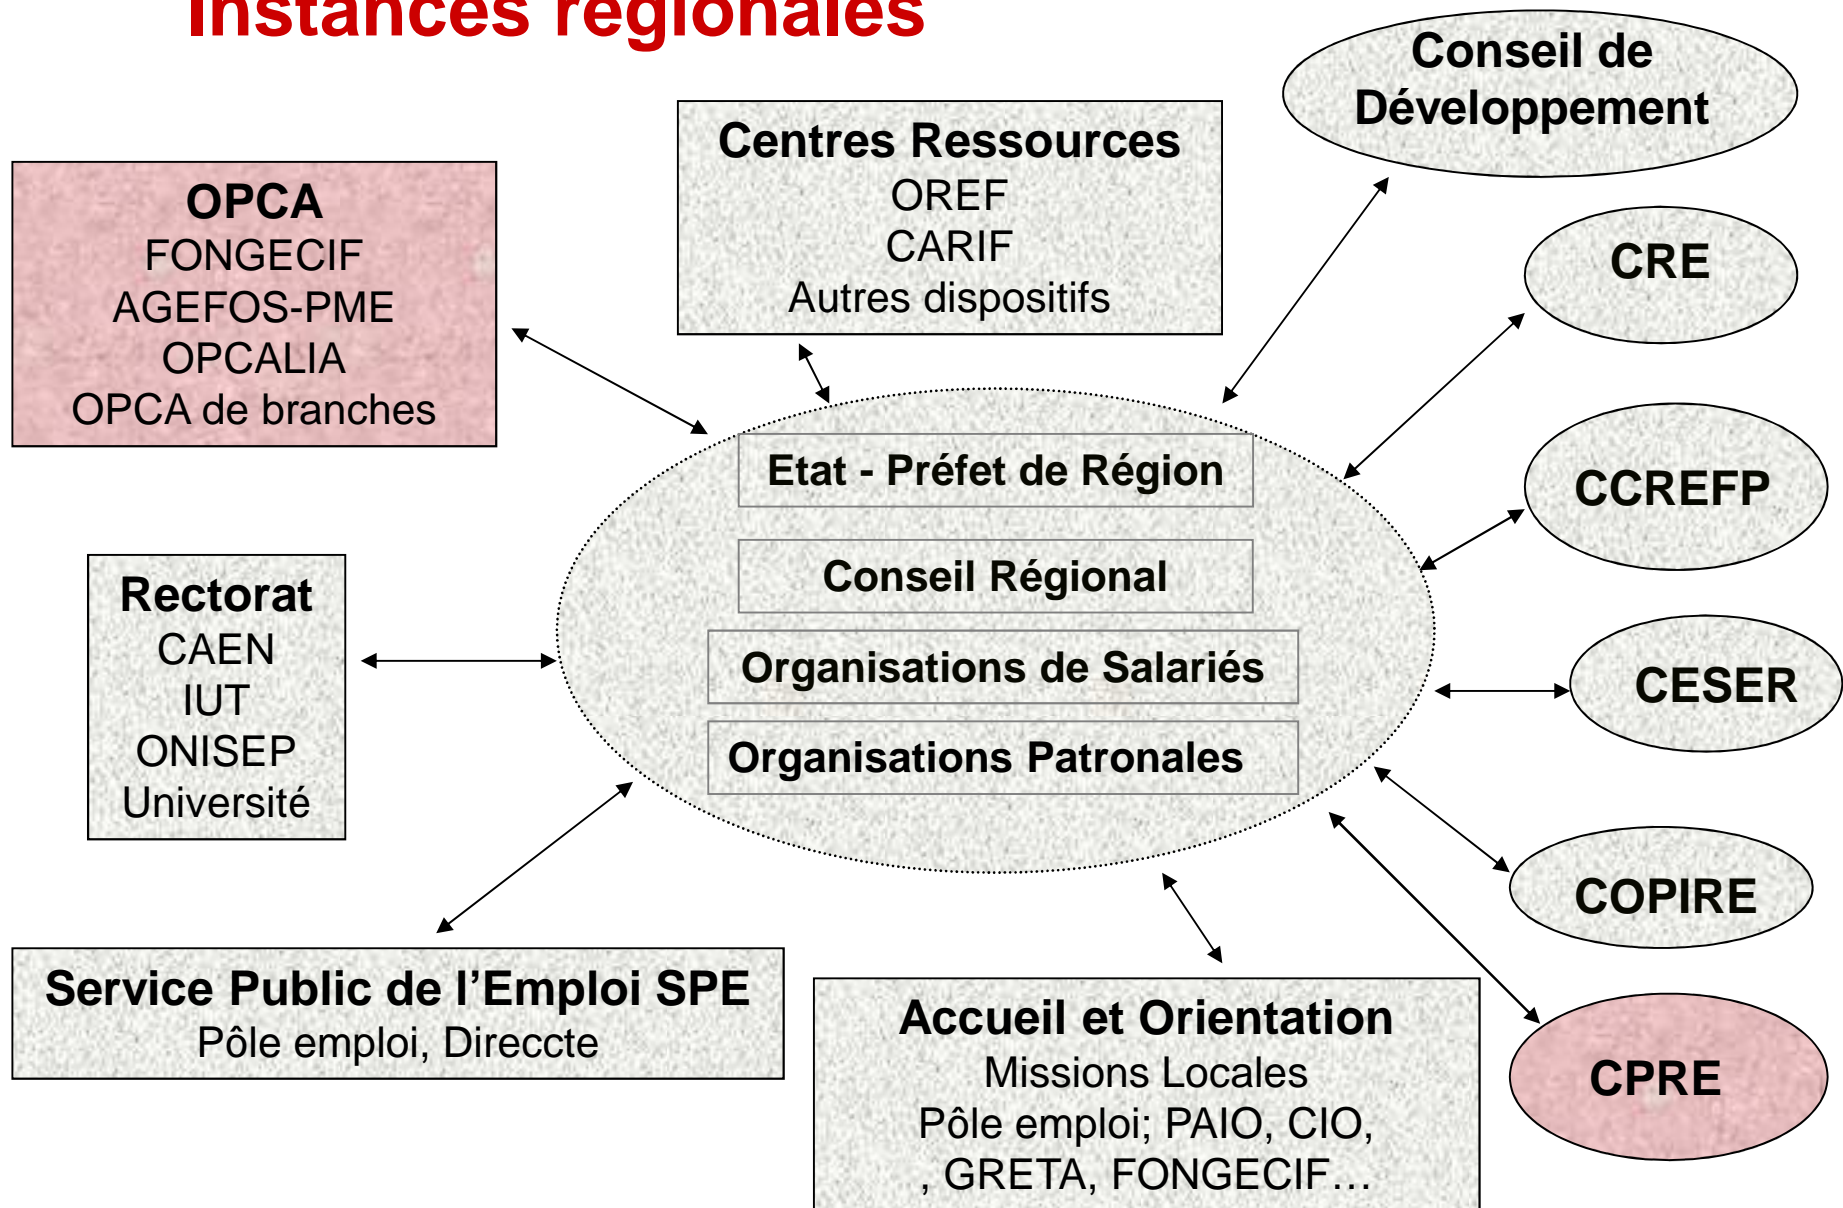 Instances régionales
Conseil de
Développement
Centres Ressources
OREF
CARIF
Autres dispositifs
OPCA
FONGECIF
AGEFOS-PME
OPCALIA
OPCA de branches
CRE
Etat - Préfet de Région
Conseil Régional
Organisations de Salariés
Organisations Patronales
CCREFP
Rectorat
CAEN
IUT
ONISEP
Université
CESER
COPIRE
Service Public de l’Emploi SPE
Pôle emploi, Direccte
Accueil et Orientation
Missions Locales
Pôle emploi; PAIO, CIO,
, GRETA, FONGECIF…
CPRE